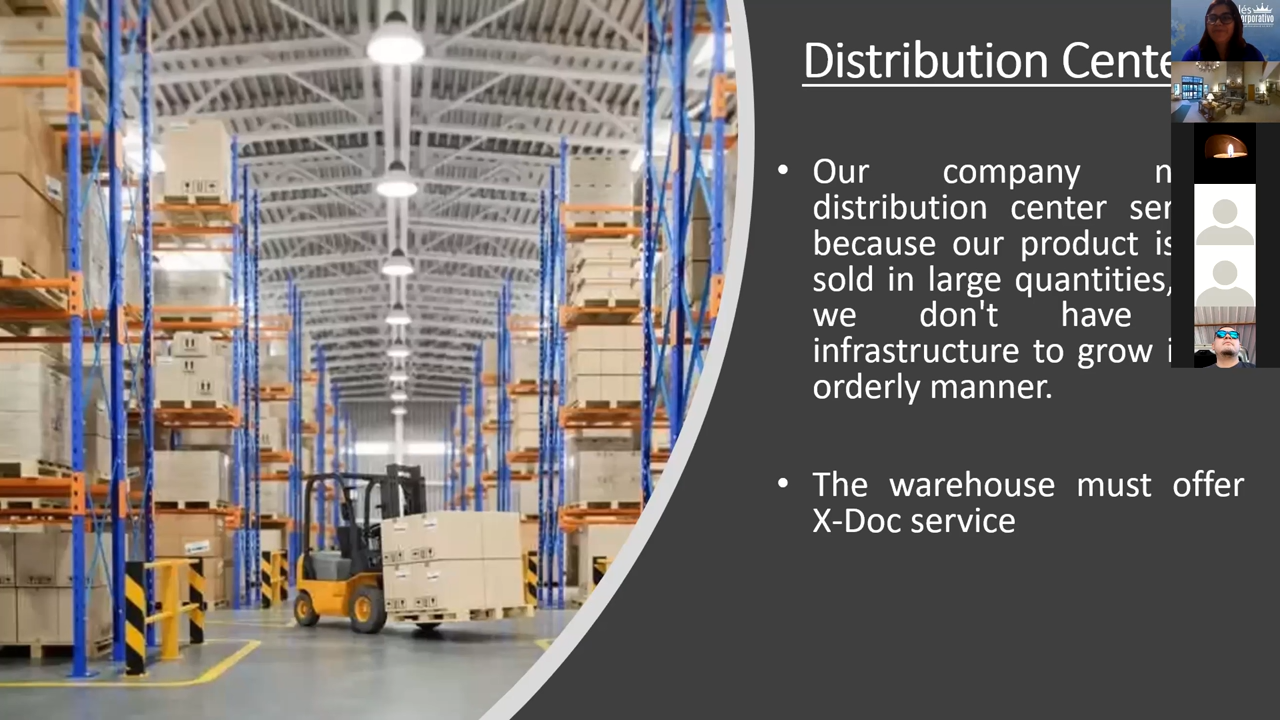 Distribution Cente
• Our company n
distribution center ser
because our product is
sold in large quantities,
we don't have
infrastructure to grow i
orderly manner.
• The warehouse must offer
X-Doc service